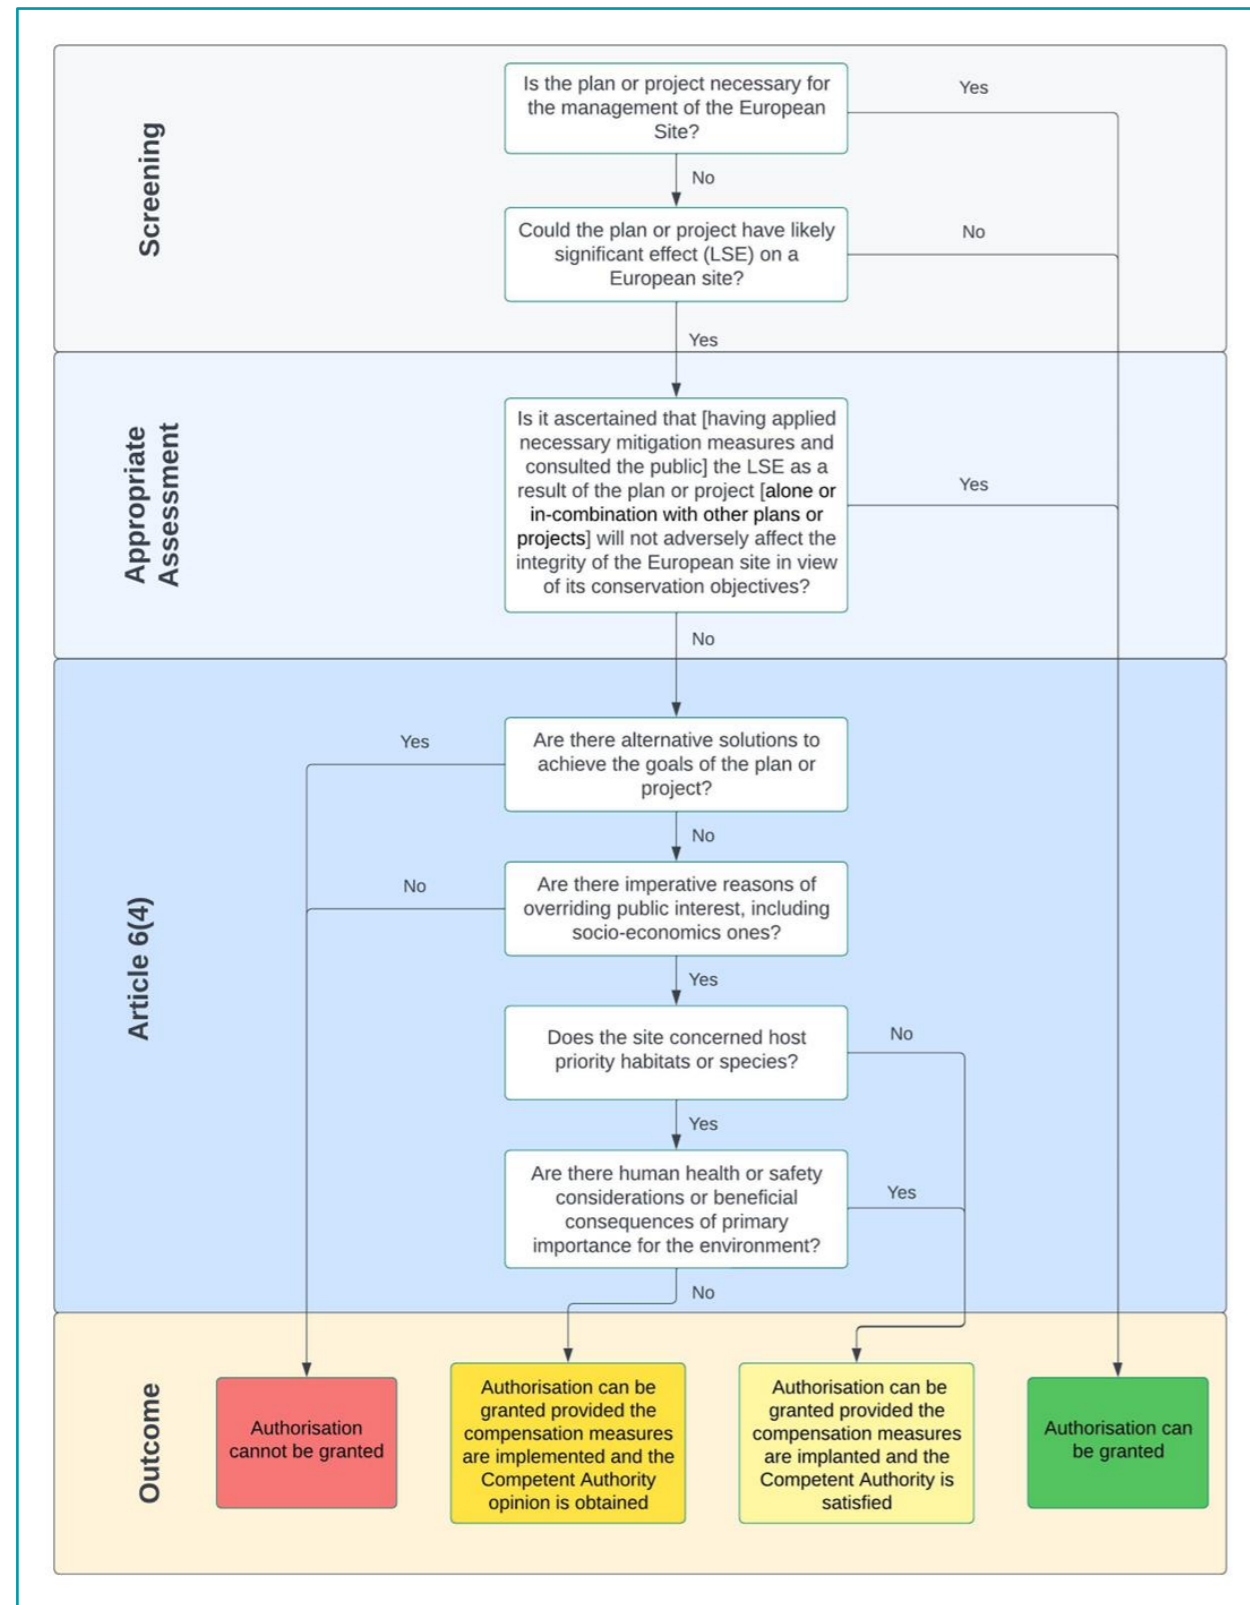 Screening
Is the plan or project necessary for
the management of the European
Site?
Yes
No
Could the plan or project have likely
significant effect (LSE) on a
European site?
No
Yes
Appropriate
Assessment
Is it ascertained that [having applied
necessary mitigation measures and
consulted the public] the LSE as a
result of the plan or project [alone or
in-combination with other plans or
projects] will not adversely affect the
integrity of the European site in view
of its conservation objectives?
Yes
No
Article 6(4)
Are there alternative solutions to
achieve the goals of the plan or
project?
Yes
No
Are there imperative reasons of
overriding public interest, including
socio-economics ones?
No
Yes
Does the site concerned host
priority habitats or species?
No
Yes
Are there human health or safety
considerations or beneficial
consequences of primary
importance for the environment?
Yes
No
Outcome
Authorisation
cannot be granted
Authorisation can be
granted provided the
compensation measures
are implemented and the
Competent Authority
opinion is obtained
Authorisation can be
granted provided the
compensation measures
are implanted and the
Competent Authority is
satisfied
Authorisation can
be granted